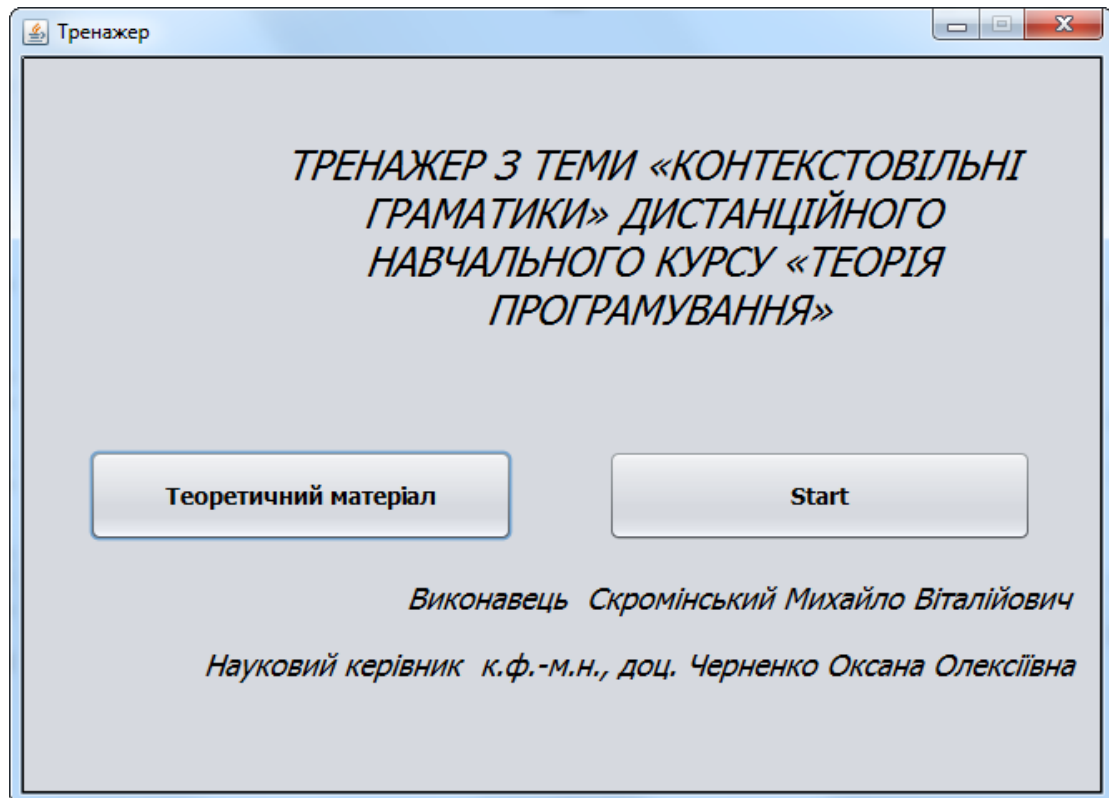 Тренажер
ТРЕНАЖЕР З ТЕМИ «КОНТЕКСТОВІЛЬНІ
ГРАМАТИКИ» ДИСТАНЦІЙНОГО
НАВЧАЛЬНОГО КУРСУ «ТЕОРІЯ
ПРОГРАМУВАННЯ»
Теоретичний матеріал
Start
Виконавець Скромінський Михайло Віталійович
Науковий керівник к.ф.-м.н., доц. Черненко Оксана Олексіївна